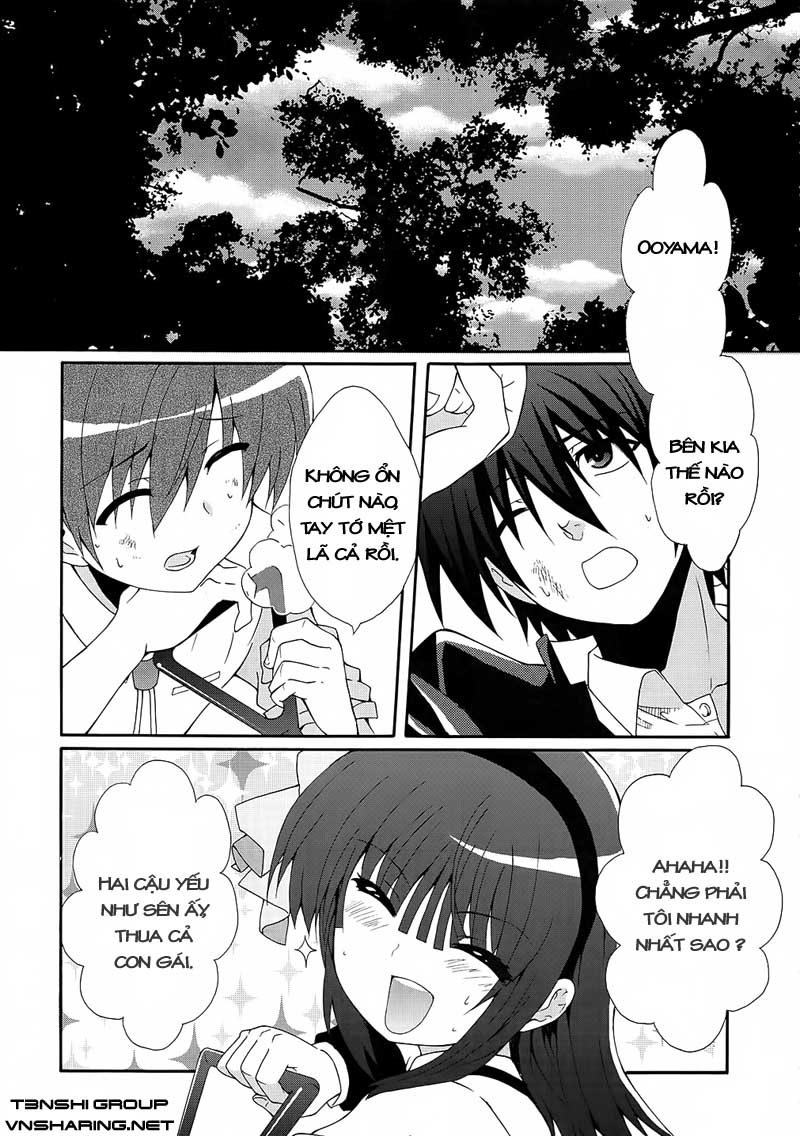 OOYAMA!
BÊN KIA
THẾ NÀO
RỒI?
KHÔNG ỔN
CHÚT NÀO,
TAY TỚ MỆT
LÃ CẢ RỒI.
AHAHA!!
CHẲNG PHẢI
TÔI NHANH
NHẤT SAO ?
HAI CẬU YẾU
NHƯ SÊN ẤY,
THUA CẢ
CON GÁI.
T3NSHI GROUP
VNSHARING.NET